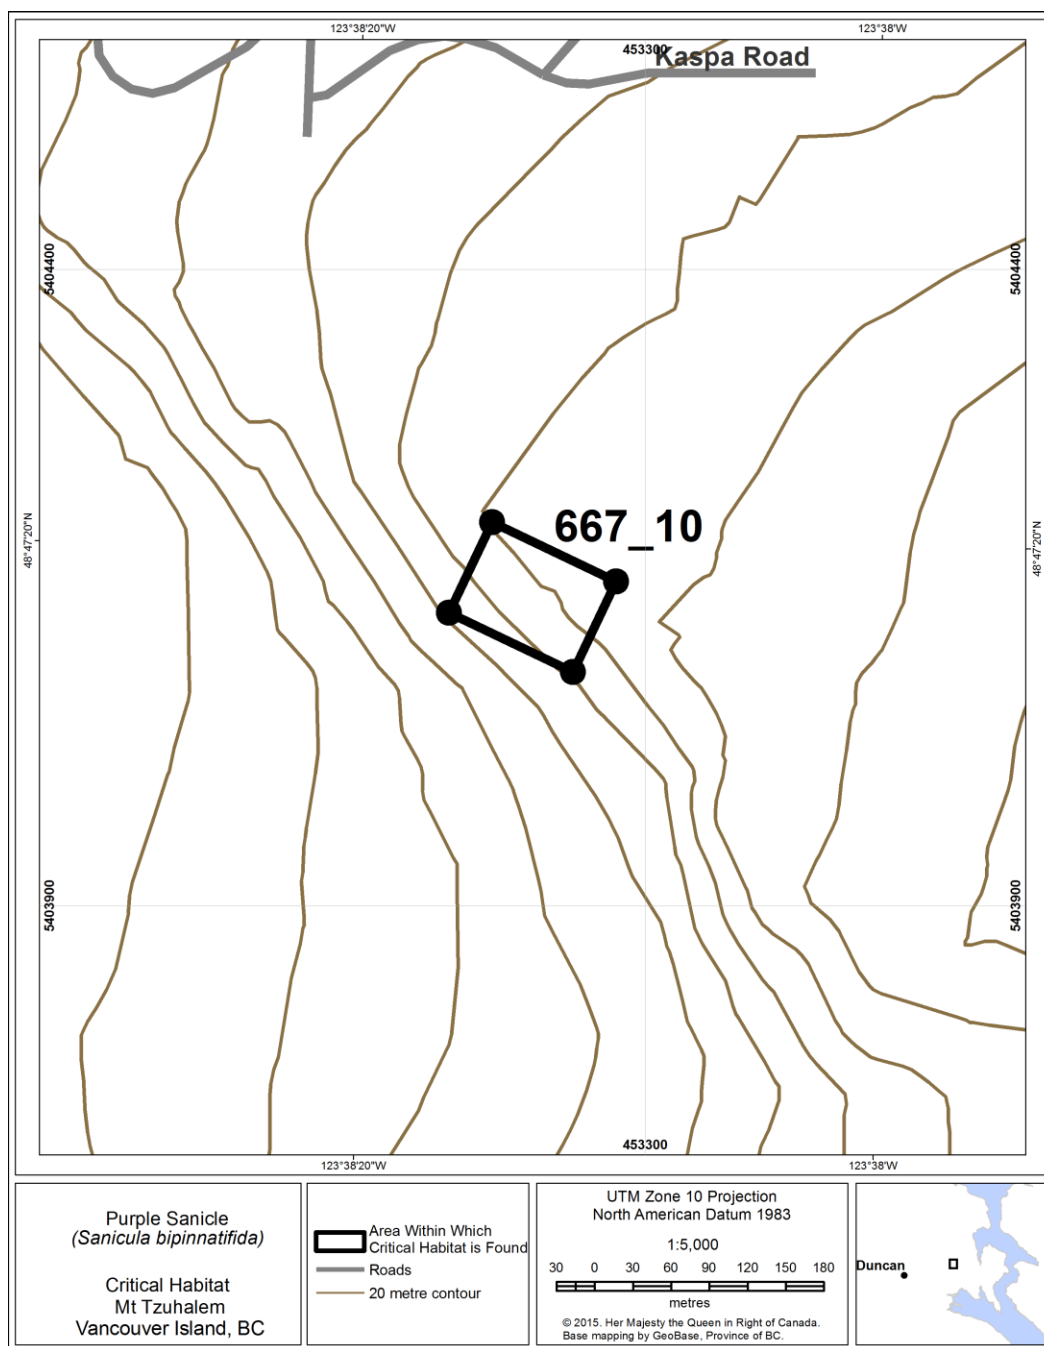 123°38'20"W
123°38'W
453300
Kaspa Road
5404400
5404400
667_10
48°47'20"N
48°47'20"N
5403900
5403900
453300
123°38'20"W
123°38'W
Purple Sanicle
(Sanicula bipinnatifida)
Critical Habitat
Mt Tzuhalem
Vancouver Island, BC
Area Within Which
Critical Habitat is Found
Roads
20 metre contour
UTM Zone 10 Projection
North American Datum 1983
1:5,000
30 0 30 60 90 120 150 180
metres
© 2015. Her Majesty the Queen in Right of Canada.
Base mapping by GeoBase, Province of BC.
Duncan